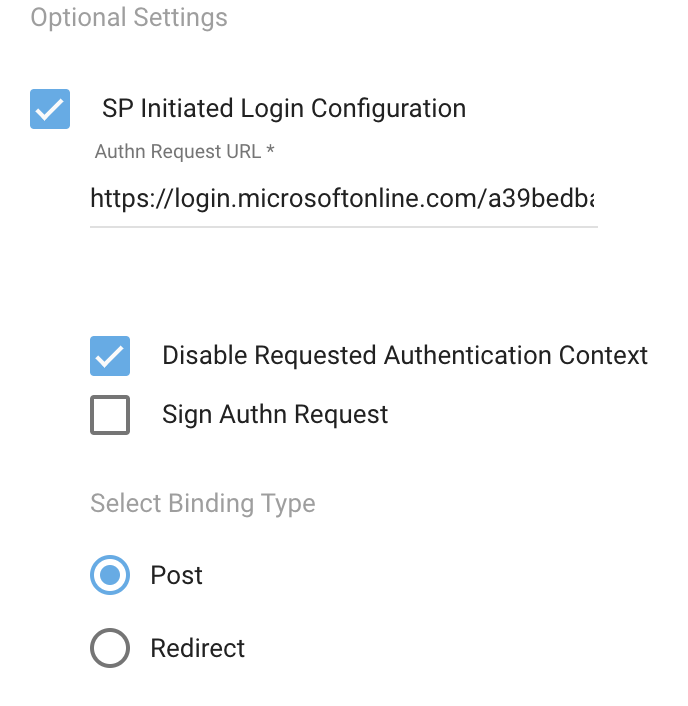 Optional Settings
SP Initiated Login Configuration
Authn Request URL *
https://login.microsoftonline.com/a39bedba
Disable Requested Authentication Context
Sign Authn Request
Select Binding Type
Post
Redirect